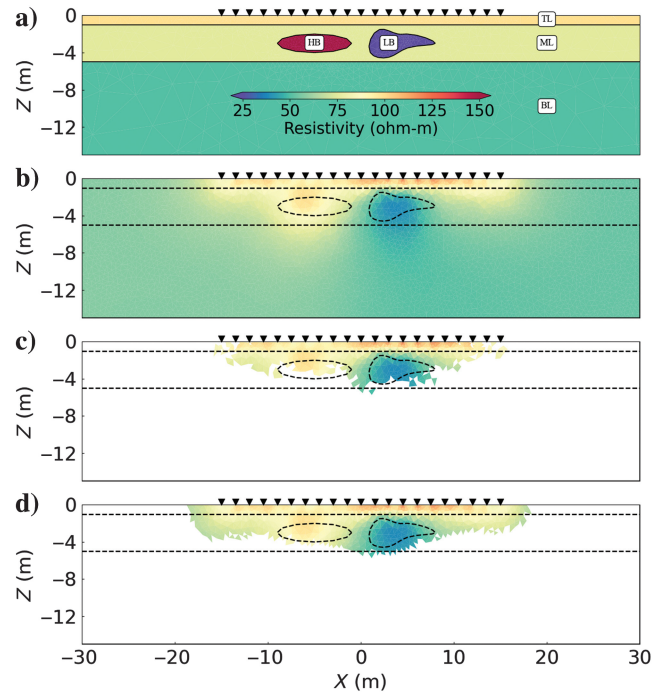 a)
0
−4
−8
−12
Z (m)
TL
HB
LB
ML
BL
25 50 75 100 125 150
Resistivity (ohm-m)
b)
0
−4
−8
−12
Z (m)
c)
0
−4
−8
−12
Z (m)
d)
0
−4
−8
−12
Z (m)
−30 −20 −10 0 10 20 30
X (m)